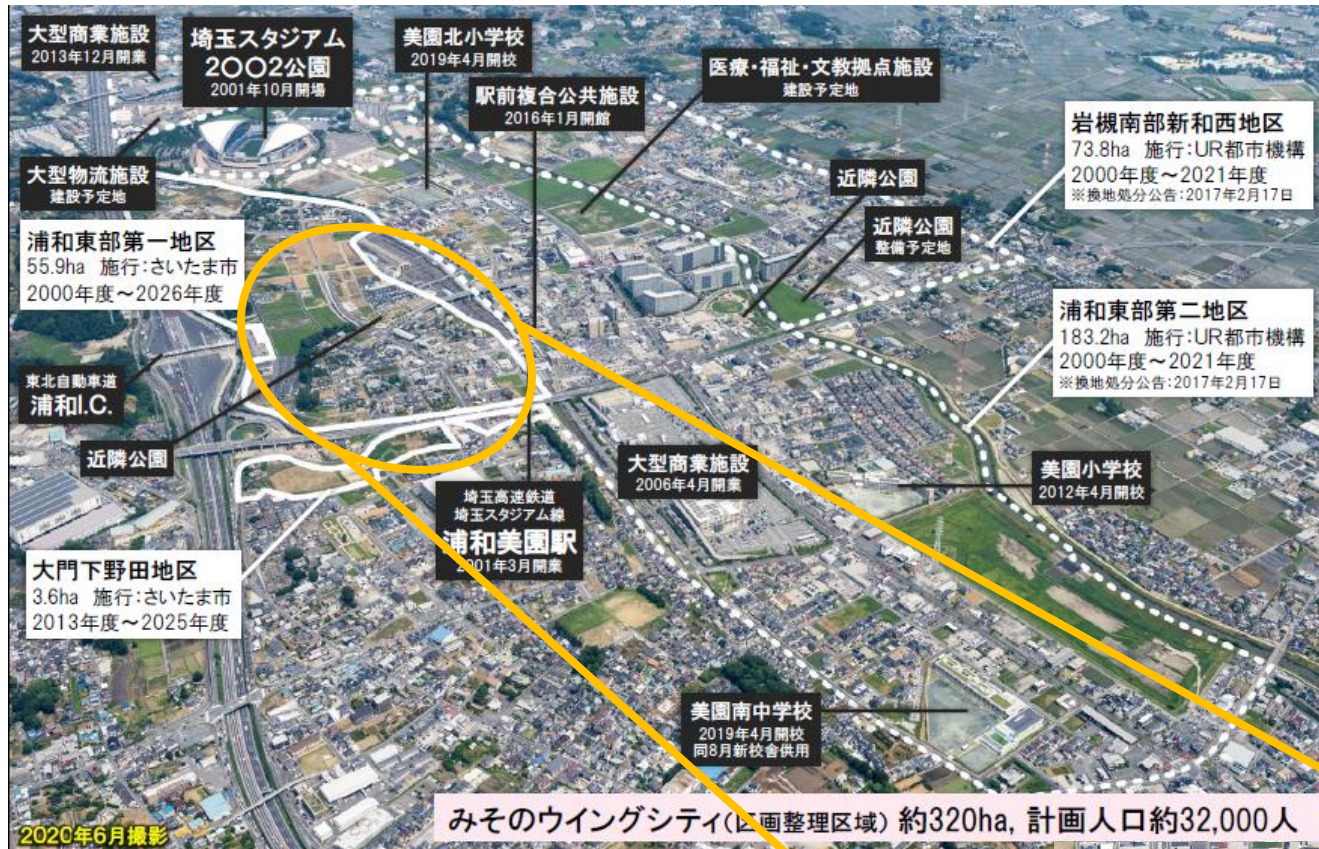 大型商業施設
2013年12月開業
埼玉スタジアム
2〇〇2公園
2001年10月開場
美園北小学校
2019年4月開校
駅前複合公共施設
2016年1月開館
医療・福祉・文教拠点施設
建設予定地
岩槻南部新和西地区
73.8ha 施行:UR都市機構
2000年度～2021年度
※換地処分公告:2017年2月17日
大型物流施設
建設予定地
近隣公園
近隣公園
整備予定地
浦和東部第一地区
55.9ha 施行:さいたま市
2000年度～2026年度
浦和東部第二地区
183.2ha 施行:UR都市機構
2000年度～2021年度
※換地処分公告:2017年2月17日
東北自動車道
浦和I.C.
近隣公園
大型商業施設
2006年4月開業
美園小学校
2012年4月開校
埼玉高速鉄道
埼玉スタジアム線
浦和美園駅
2001年3月開業
大門下野田地区
3.6ha 施行:さいたま市
2013年度～2025年度
美園南中学校
2019年4月開校
同8月新校舎供用
みそのウイングシティ(区画整理区域) 約320ha, 計画人口約32,000人
2020年6月撮影